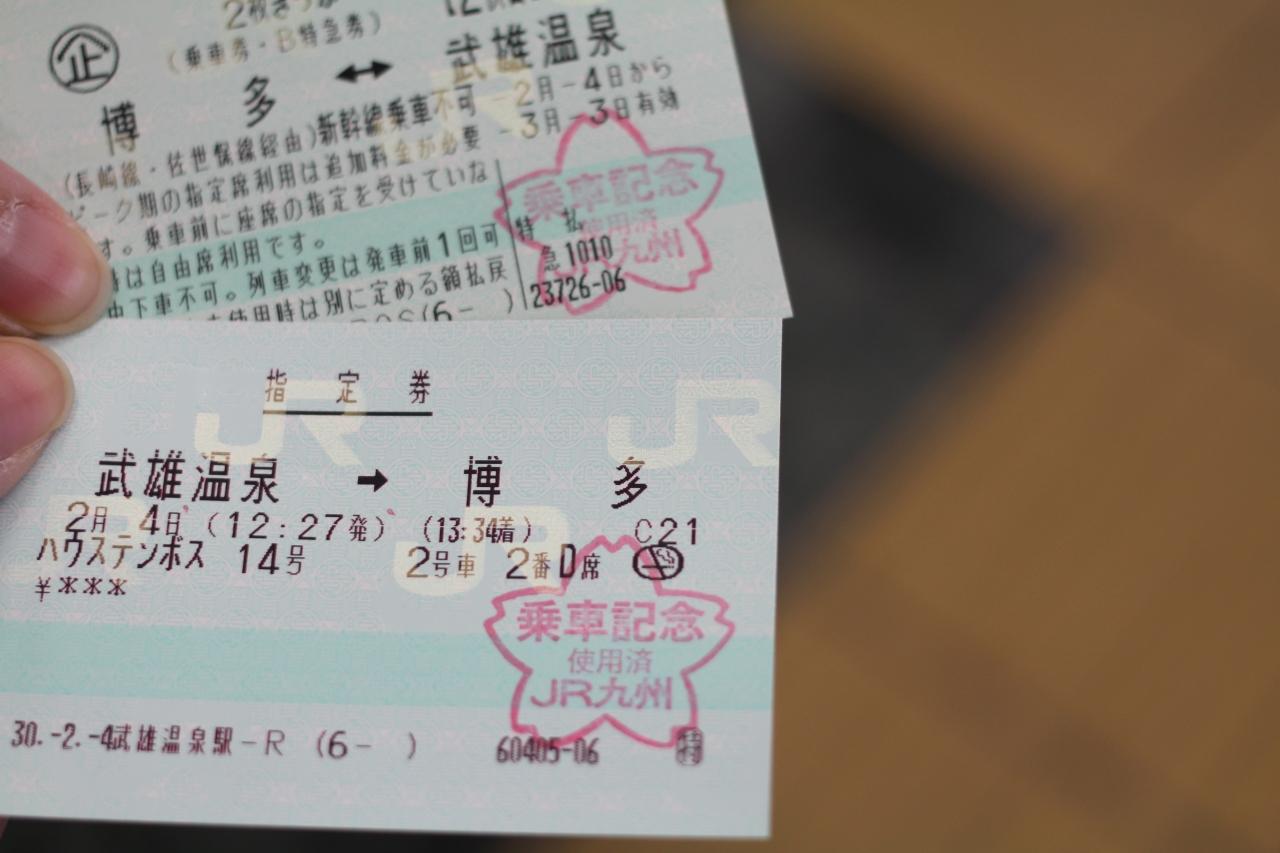 企
2枚きっぷ
(乗車券・B特急券)
博 多 ↔ 武雄温泉
-2月-4日から
(長崎線・佐世保線経由)新幹線乗車不可 -3月-3日有効
ピーク期の指定席利用は追加料金が必要
す。乗車前に座席の指定を受けていな
時は自由席利用です。
下車不可。列車変更は発車前1回可
使用時は別に定める額払戻
(6- )
特 払
急1010
23726-06
乗車記念
使用済
JR九州
指 定 券
武雄温泉 → 博 多
2月 4日 (12:27発) (13:34着) C21
ハウステンボス 14号 2号車 2番D席
¥***
乗車記念
使用済
JR九州
30.-2.-4武雄温泉駅-R (6- ) 60405-06 特